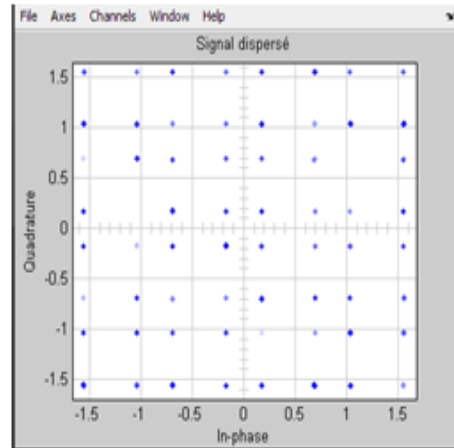 File Axes Channels Window Help
Signal dispersé
1.5
1
0.5
0
-0.5
-1
-1.5
Quadrature
-1.5 -1 -0.5 0 0.5 1 1.5
In-phase